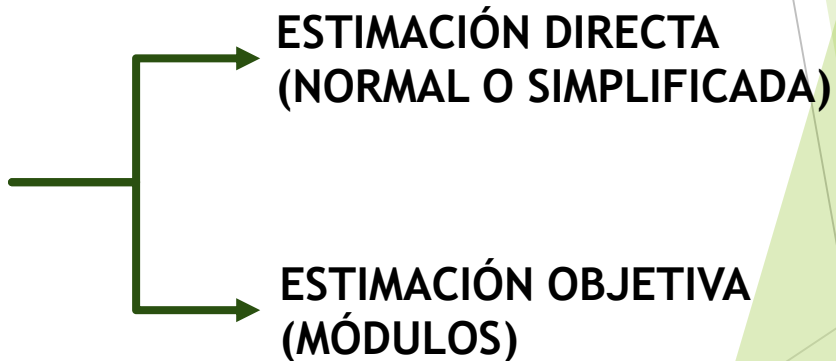 ESTIMACIÓN DIRECTA
(NORMAL O SIMPLIFICADA)
ESTIMACIÓN OBJETIVA
(MÓDULOS)